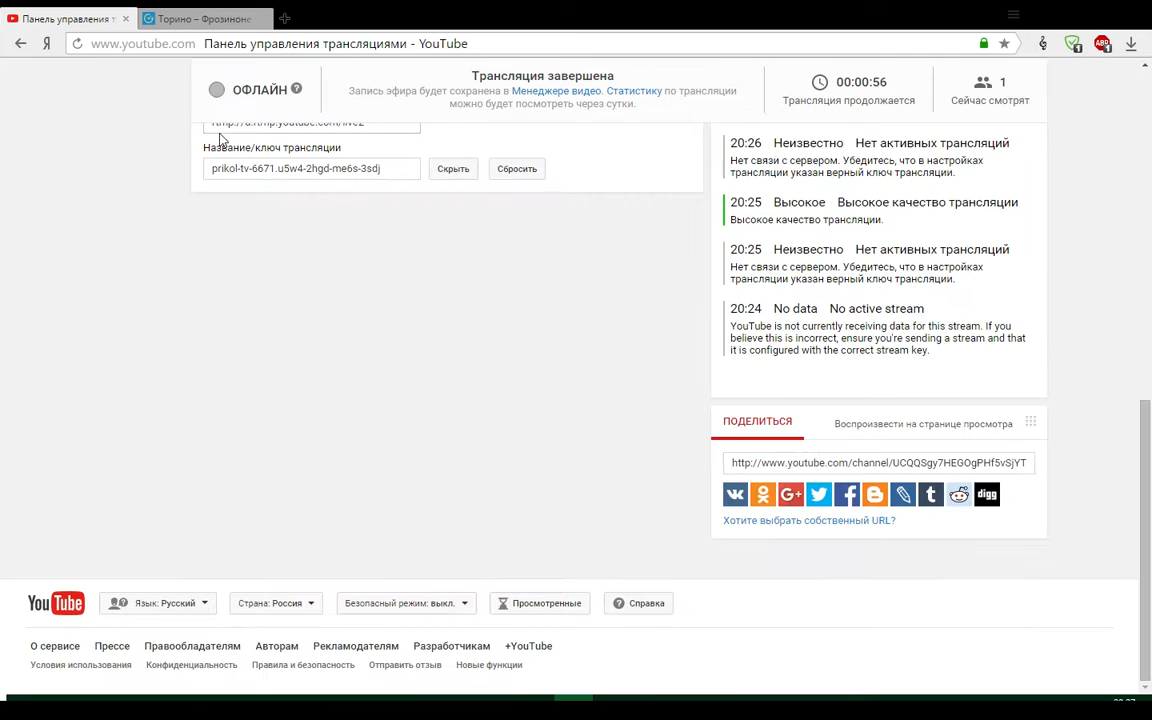 Панель управления т
Торино – Фрозиноне
Я
www.youtube.com
Панель управления трансляциями - YouTube
ABP
1
1
ОФЛАЙН ?
Трансляция завершена
Запись эфира будет сохранена в Менеджере видео. Статистику по трансляции
можно будет посмотреть через сутки.
00:00:56
Трансляция продолжается
1
Сейчас смотрят
Название/ключ трансляции
prikol-tv-6671.u5w4-2hgd-me6s-3sdj
Скрыть
Сбросить
20:26 Неизвестно Нет активных трансляций
Нет связи с сервером. Убедитесь, что в настройках
трансляции указан верный ключ трансляции.
20:25 Высокое Высокое качество трансляции
Высокое качество трансляции.
20:25 Неизвестно Нет активных трансляций
Нет связи с сервером. Убедитесь, что в настройках
трансляции указан верный ключ трансляции.
20:24 No data No active stream
YouTube is not currently receiving data for this stream. If you
believe this is incorrect, ensure you're sending a stream and that
it is configured with the correct stream key.
ПОДЕЛИТЬСЯ
Воспроизвести на странице просмотра
http://www.youtube.com/channel/UCQQSgy7HEGOgPHf5vSjYT
digg
Хотите выбрать собственный URL?
YouTube
Язык: Русский
Страна: Россия
Безопасный режим: выкл.
Просмотренные
Справка
О сервисе Прессе Правообладателям Авторам Рекламодателям Разработчикам +YouTube
Условия использования Конфиденциальность Правила и безопасность Отправить отзыв Новые функции